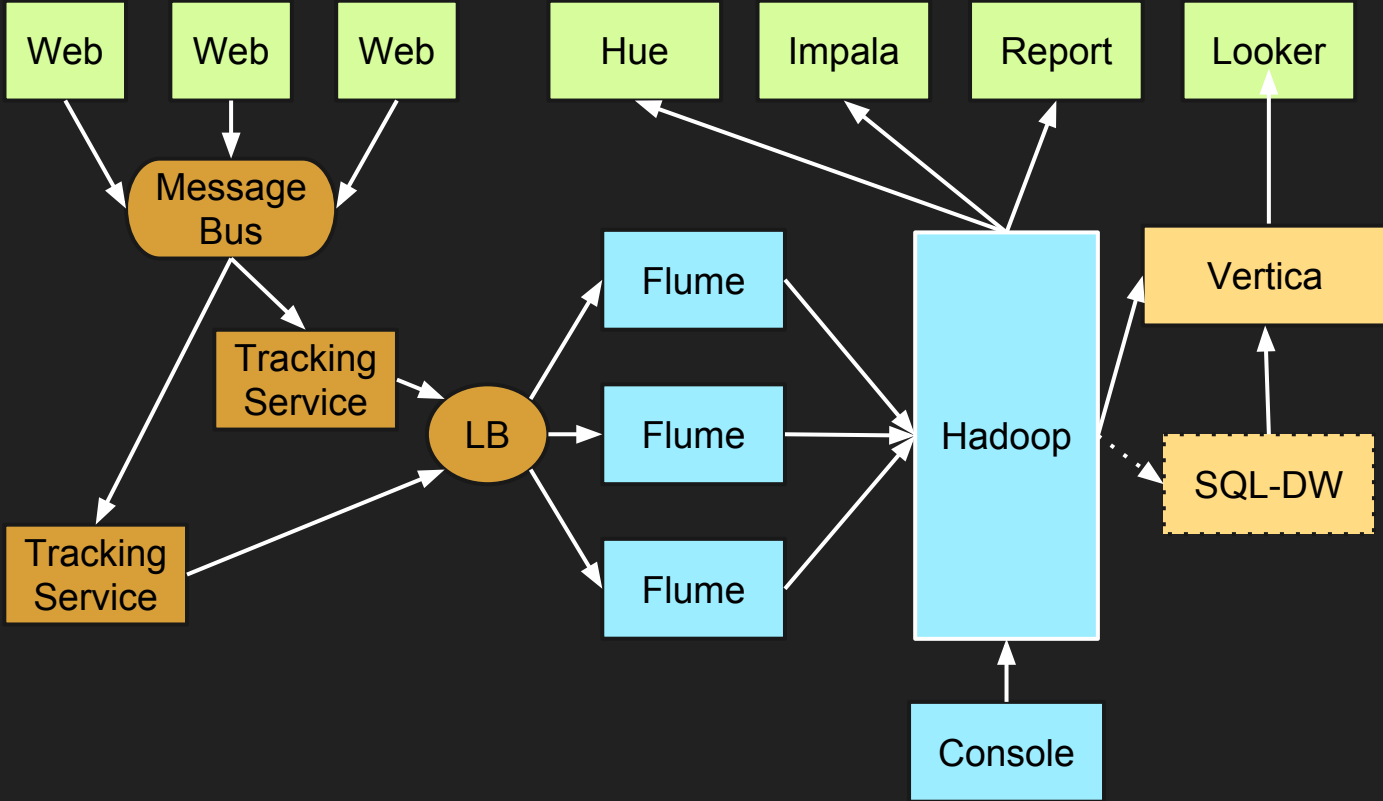 Web
Web
Web
Hue
Impala
Report
Looker
Message
Bus
Tracking
Service
Tracking
Service
LB
Flume
Flume
Flume
Hadoop
Vertica
SQL-DW
Console